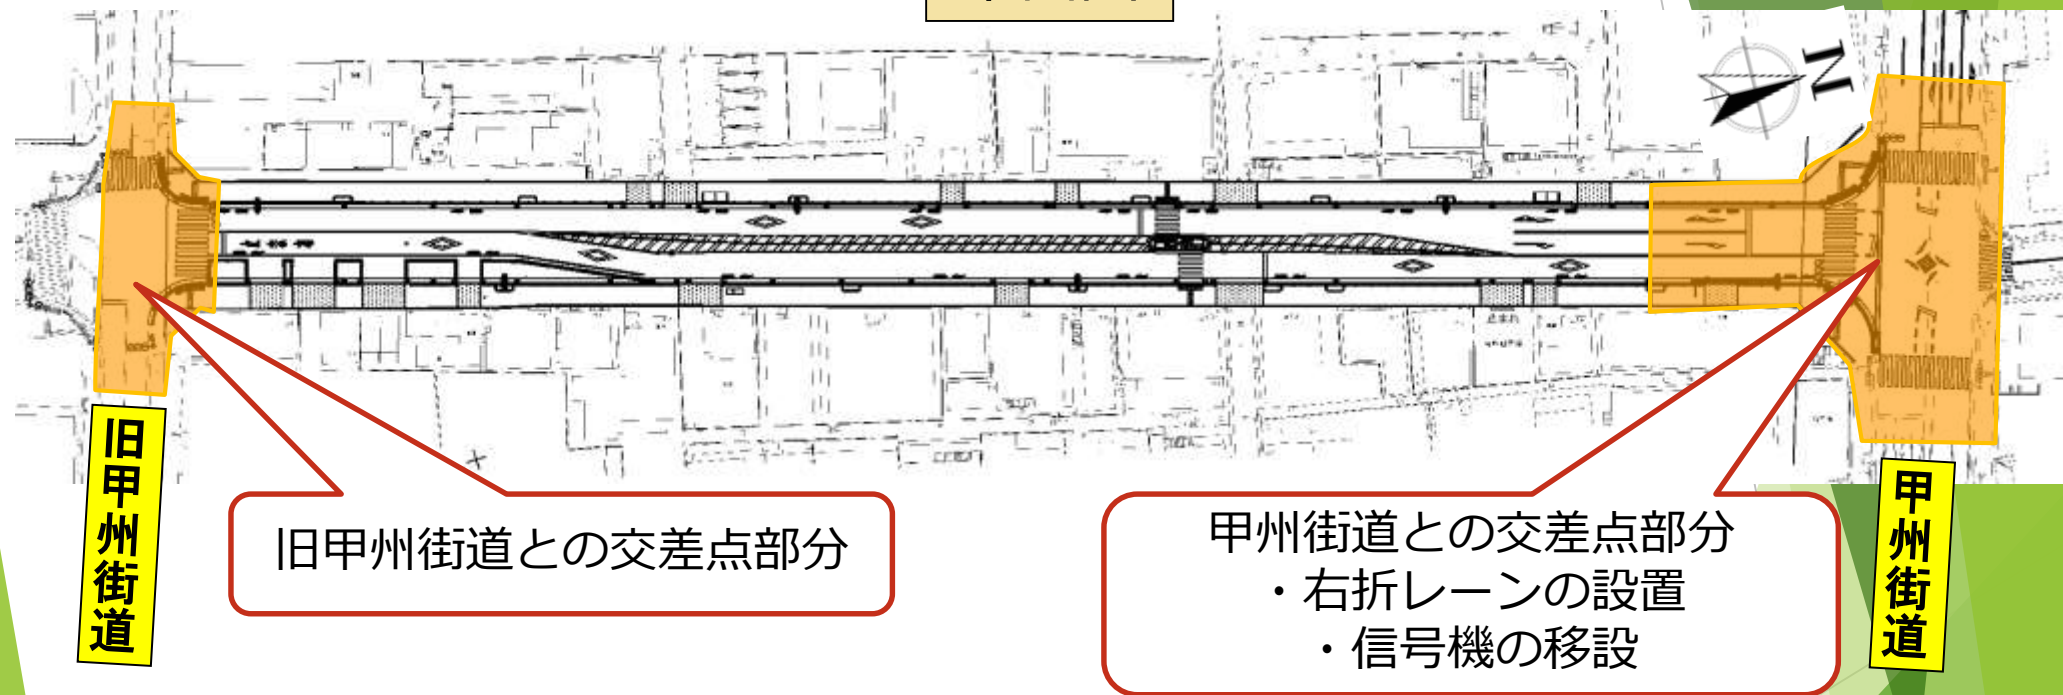 N
旧甲州街道
旧甲州街道との交差点部分
甲州街道との交差点部分
・右折レーンの設置
・信号機の移設
甲州街道